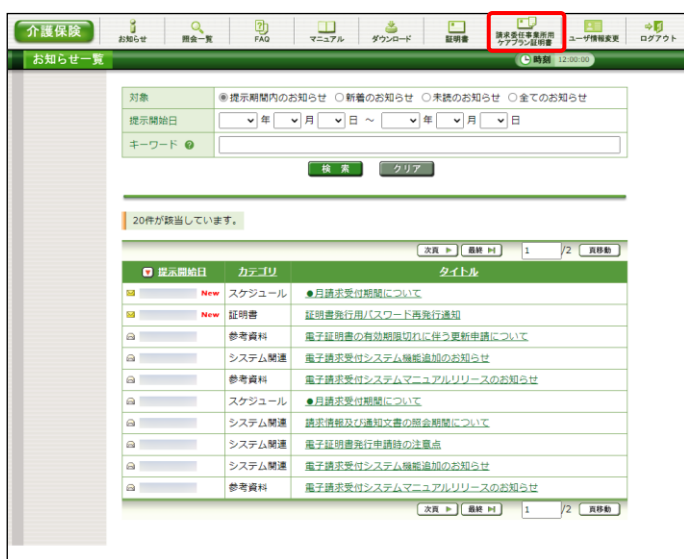 介護保険
お知らせ 照会一覧 FAQ マニュアル ダウンロード 証明書 請求委任事業所用 ケアプラン証明書 ユーザ情報変更 ログアウト
お知らせ一覧 時刻 12:00:00
対象 提示期間内のお知らせ 新着のお知らせ 未読のお知らせ 全てのお知らせ
提示開始日 年 月 日 ～ 年 月 日
キーワード ?
検索 クリア
20件が該当しています。
次頁 最終 1 /2 頁移動
提示開始日 カテゴリ タイトル
New スケジュール ●月請求受付期間について
New 証明書 証明書発行用パスワード再発行通知
参考資料 電子証明書の有効期限切れに伴う更新申請について
システム関連 電子請求受付システム機能追加のお知らせ
参考資料 電子請求受付システムマニュアルリリースのお知らせ
スケジュール ●月請求受付期間について
システム関連 請求情報及び通知文書の照会期間について
システム関連 電子証明書発行申請時の注意点
システム関連 電子請求受付システム機能追加のお知らせ
参考資料 電子請求受付システムマニュアルリリースのお知らせ
次頁 最終 1 /2 頁移動